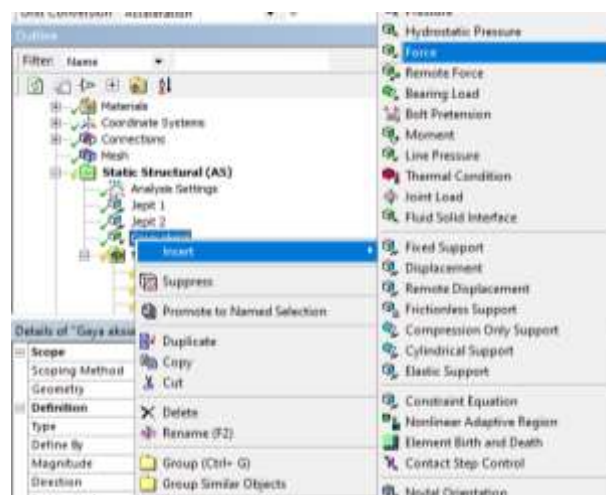 Unit Conversion Acceleration
Outline
Filter: Name
Materials
Coordinate Systems
Connections
Mesh
Static Structural (A5)
Analysis Settings
Jepit 1
Jepit 2
Insert
Suppress
Promote to Named Selection
Duplicate
Copy
Cut
Delete
Rename (F2)
Group (Ctrl+ G)
Group Similar Objects
Details of "Gaya aksia
Scope
Scoping Method
Geometry
Definition
Type
Define By
Magnitude
Direction
Pressure
Hydrostatic Pressure
Force
Remote Force
Bearing Load
Bolt Pretension
Moment
Line Pressure
Thermal Condition
Joint Load
Fluid Solid Interface
Fixed Support
Displacement
Remote Displacement
Frictionless Support
Compression Only Support
Cylindrical Support
Elastic Support
Constraint Equation
Nonlinear Adaptive Region
Element Birth and Death
Contact Step Control
Nodal Orientation